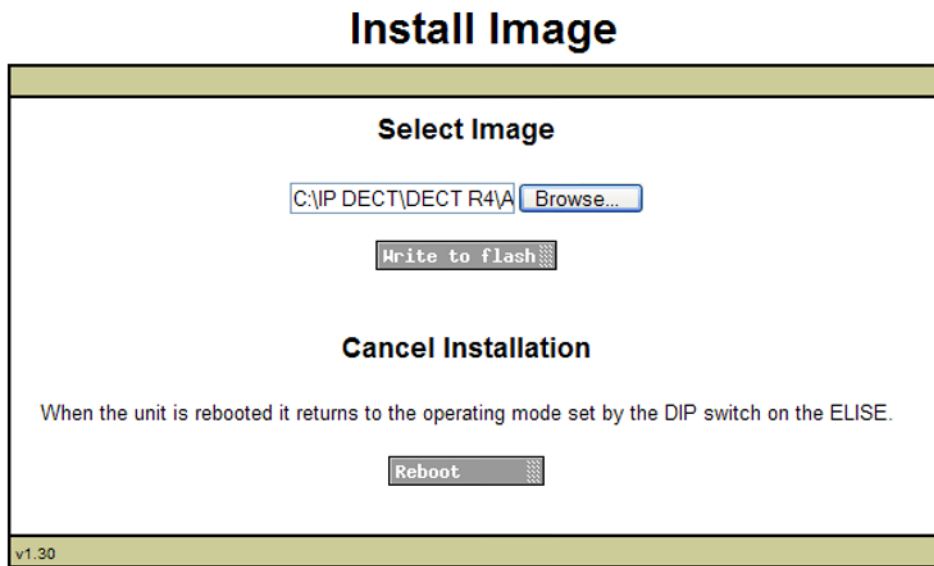 Install Image
Select Image
C:\IP DECT\DECT R4\A Browse...
Write to flash
Cancel Installation
When the unit is rebooted it returns to the operating mode set by the DIP switch on the ELISE.
Reboot
v1.30